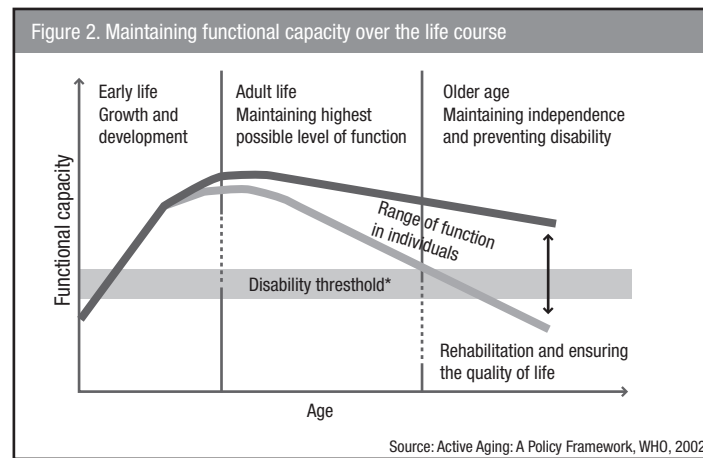 Figure 2. Maintaining functional capacity over the life course
Early life
Growth and
development
Adult life
Maintaining highest
possible level of function
Older age
Maintaining independence
and preventing disability
Functional capacity
Range of function
in individuals
Disability thresthold*
Rehabilitation and ensuring
the quality of life
Age
Source: Active Aging: A Policy Framework, WHO, 2002